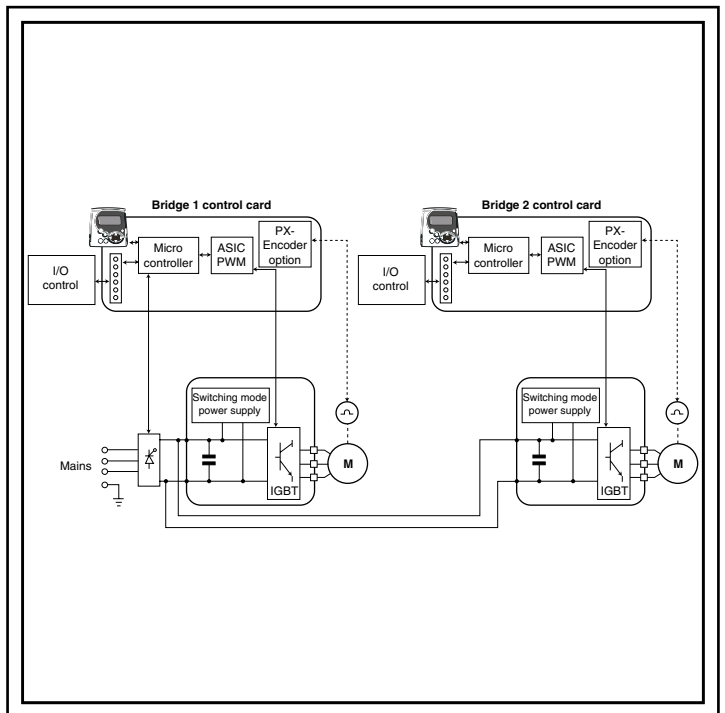 Bridge 1 control card
I/O
control
Micro
controller
ASIC
PWM
PX-
Encoder
option
Bridge 2 control card
I/O
control
Micro
controller
ASIC
PWM
PX-
Encoder
option
Mains
Switching mode
power supply
IGBT
M
Switching mode
power supply
IGBT
M